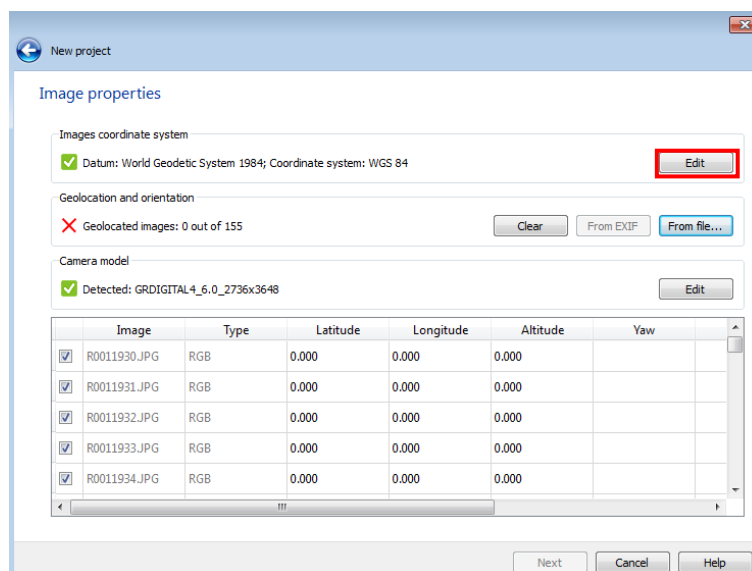 New project
Image properties
Images coordinate system
Datum: World Geodetic System 1984; Coordinate system: WGS 84 Edit
Geolocation and orientation
Geolocated images: 0 out of 155 Clear From EXIF From file...
Camera model
Detected: GRDIGITAL4_6.0_2736x3648 Edit
Image Type Latitude Longitude Altitude Yaw
R0011930.JPG RGB 0.000 0.000 0.000
R0011931.JPG RGB 0.000 0.000 0.000
R0011932.JPG RGB 0.000 0.000 0.000
R0011933.JPG RGB 0.000 0.000 0.000
R0011934.JPG RGB 0.000 0.000 0.000
Next Cancel Help